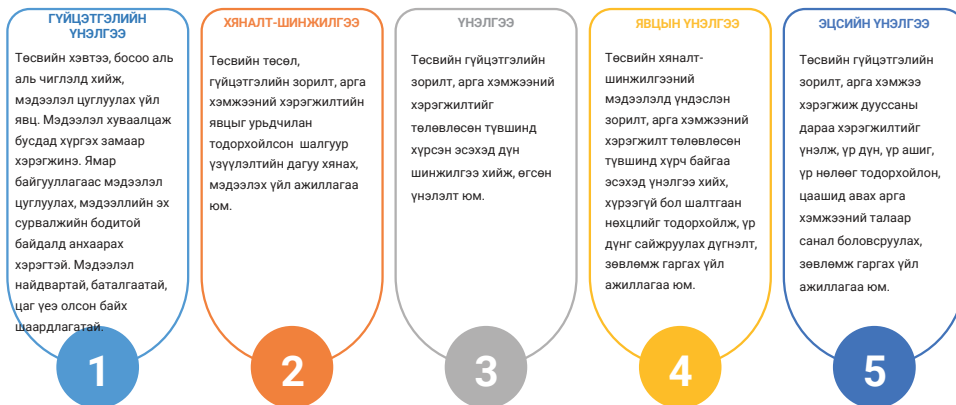 ГҮЙЦЭТГЭЛИЙН
ҮНЭЛГЭЭ
Төсвийн хэвтээ, босоо аль
аль чиглэлд хийж,
мэдээлэл цуглуулах үйл
явц. Мэдээлэл хуваалцаж
бусдад хүргэх замаар
хэрэгжинэ. Ямар
байгууллагаас мэдээлэл
цуглуулах, мэдээллийн эх
сурвалжийн бодитой
байдалд анхаарах
хэрэгтэй. Мэдээлэл
найдвартай, баталгаатай,
цаг үеэ олсон байх
шаардлагатай.
1
ХЯНАЛТ-ШИНЖИЛГЭЭ
Төсвийн төсөл,
гүйцэтгэлийн зорилт, арга
хэмжээний хэрэгжилтийн
явцыг урьдчилан
тодорхойлсон шалгуур
үзүүлэлтийн дагуу хянах,
мэдээлэх үйл ажиллагаа
юм.
2
ҮНЭЛГЭЭ
Төсвийн гүйцэтгэлийн
зорилт, арга хэмжээний
хэрэгжилтийг
төлөвлөсөн түвшинд
хүрсэн эсэхэд дүн
шинжилгээ хийж, өгсөн
үнэлэлт юм.
3
ЯВЦЫН ҮНЭЛГЭЭ
Төсвийн хяналт-
шинжилгээний
мэдээлэлд үндэслэн
зорилт, арга хэмжээний
хэрэгжилт төлөвлөсөн
түвшинд хүрч байгаа
эсэхэд үнэлгээ хийх,
хүрээгүй бол шалтгаан
нөхцлийг тодорхойлж, үр
дүнг сайжруулах дүгнэлт,
зөвлөмж гаргах үйл
ажиллагаа юм.
4
ЭЦСИЙН ҮНЭЛГЭЭ
Төсвийн гүйцэтгэлийн
зорилт, арга хэмжээ
хэрэгжиж дууссаны
дараа хэрэгжилтийг
үнэлж, үр дүн, үр ашиг,
үр нөлөөг тодорхойлон,
цаашид авах арга
хэмжээний талаар
санал боловсруулах,
зөвлөмж гаргах үйл
ажиллагаа юм.
5